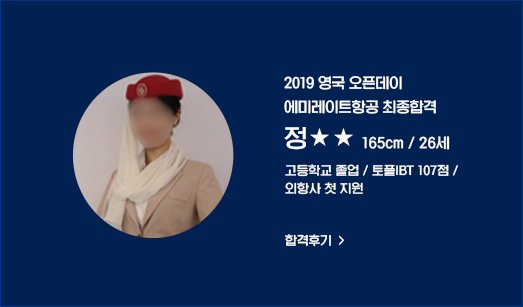 2019 영국 오픈데이
에미레이트항공 최종합격
정★★ 165cm / 26세
고등학교 졸업 / 토플IBT 107점 /
외항사 첫 지원
합격후기 >